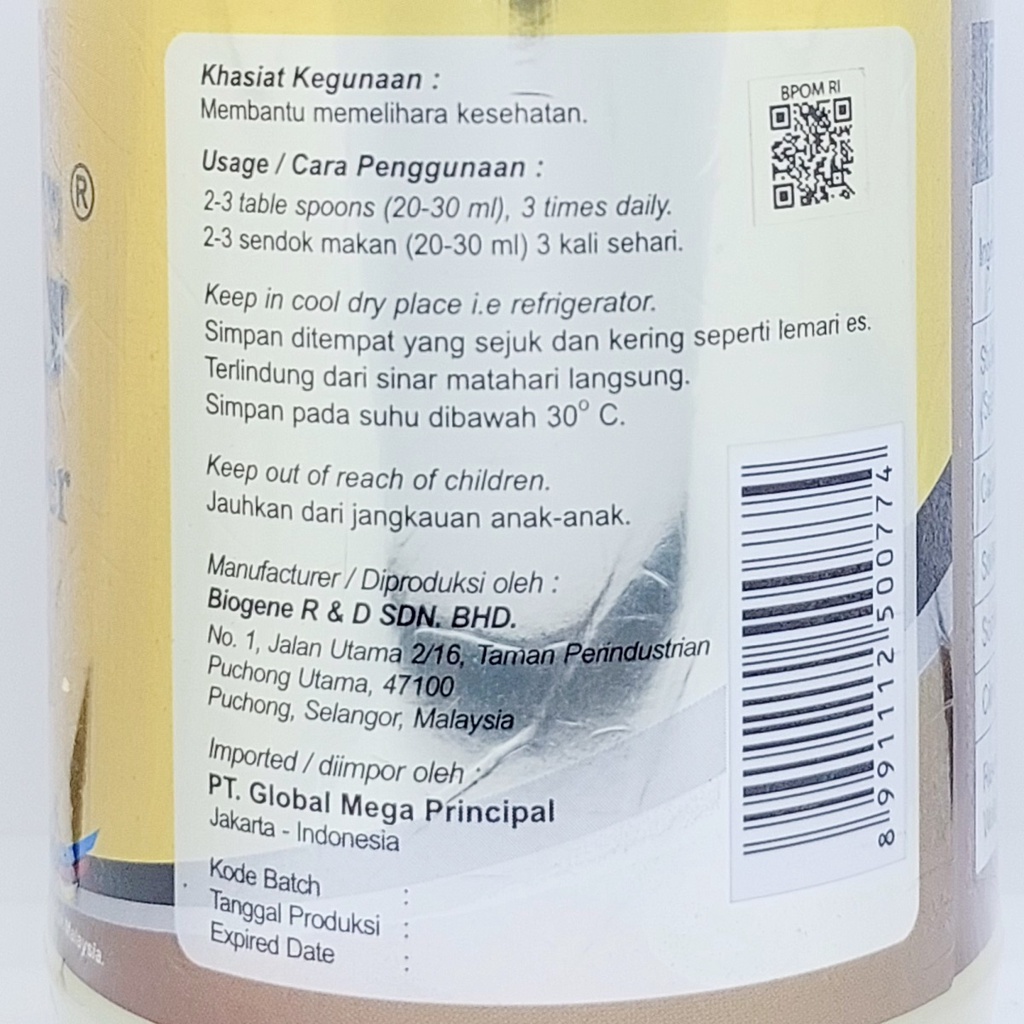 Khasiat Kegunaan :
Membantu memelihara kesehatan.
BPOM RI
Usage / Cara Penggunaan :
2-3 table spoons (20-30 ml), 3 times daily.
2-3 sendok makan (20-30 ml) 3 kali sehari.
Keep in cool dry place i.e refrigerator.
Simpan ditempat yang sejuk dan kering seperti lemari es.
Terlindung dari sinar matahari langsung.
Simpan pada suhu dibawah 30° C.
Keep out of reach of children.
Jauhkan dari jangkauan anak-anak.
Manufacturer / Diproduksi oleh :
Biogene R & D SDN. BHD.
No. 1, Jalan Utama 2/16, Taman Perindustrian
Puchong Utama, 47100
Puchong, Selangor, Malaysia
Imported / diimpor oleh :
PT. Global Mega Principal
Jakarta - Indonesia
Kode Batch :
Tanggal Produksi :
Expired Date :
8 991112 500774
®